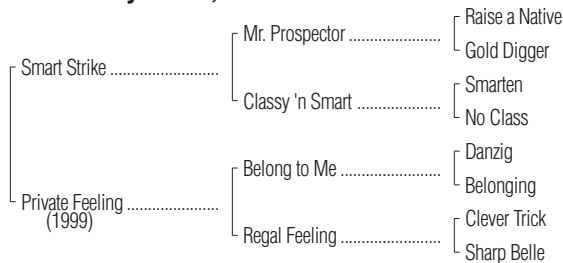 Raise a Native
Mr. Prospector .....................
Gold Digger
Smart Strike .........................
Smarten
Classy 'n Smart ...................
No Class
Danzig
Belong to Me .......................
Belonging
Private Feeling .....................
(1999)
Clever Trick
Regal Feeling .......................
Sharp Belle